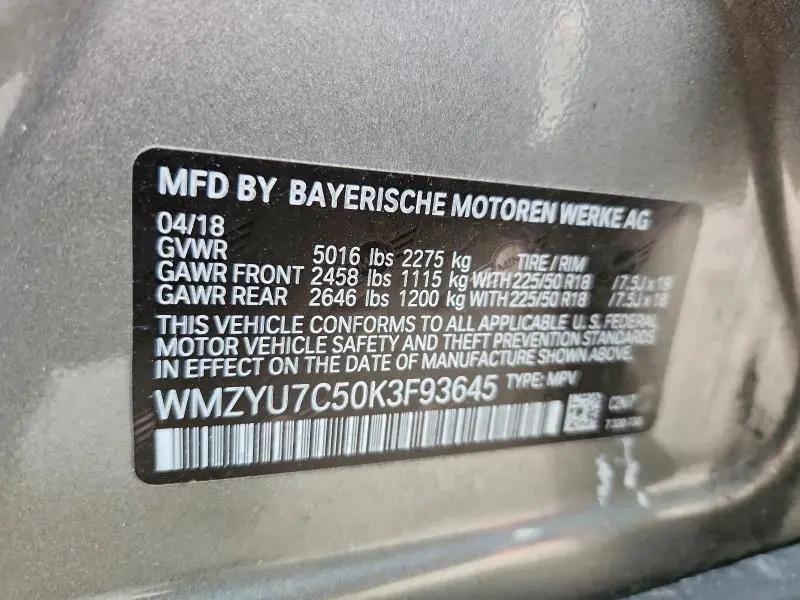 MFD BY BAYERISCHE MOTOREN WERKE AG
04/18
GVWR 5016 lbs 2275 kg TIRE / RIM
GAWR FRONT 2458 lbs 1115 kg WITH 225/50 R18 /7.5J x 18
GAWR REAR 2646 lbs 1200 kg WITH 225/50 R18 /7.5J x 18
THIS VEHICLE CONFORMS TO ALL APPLICABLE U.S. FEDERAL
MOTOR VEHICLE SAFETY AND THEFT PREVENTION STANDARDS
IN EFFECT ON THE DATE OF MANUFACTURE SHOWN ABOVE.
WMZYU7C50K3F93645 TYPE: MPV